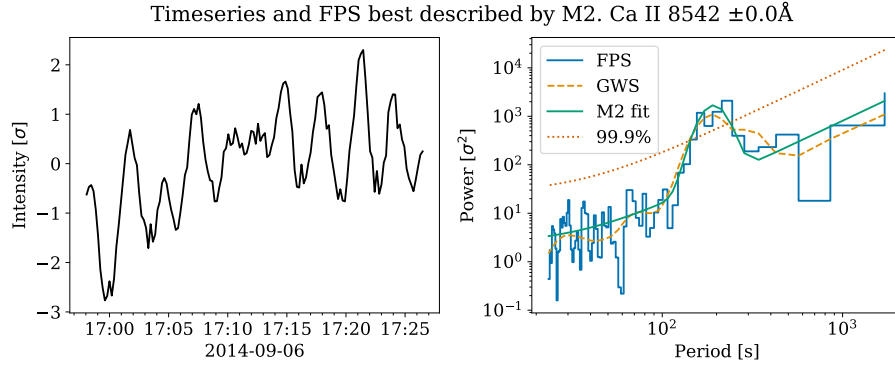 Timeseries and FPS best described by M2. Ca II 8542 ±0.0Å
Intensity [σ]
2
1
0
−1
−2
−3
17:00 17:05 17:10 17:15 17:20 17:25
2014-09-06
Power [σ²]
10⁴
10³
10²
10¹
10⁰
10⁻¹
FPS
GWS
M2 fit
99.9%
10² 10³
Period [s]